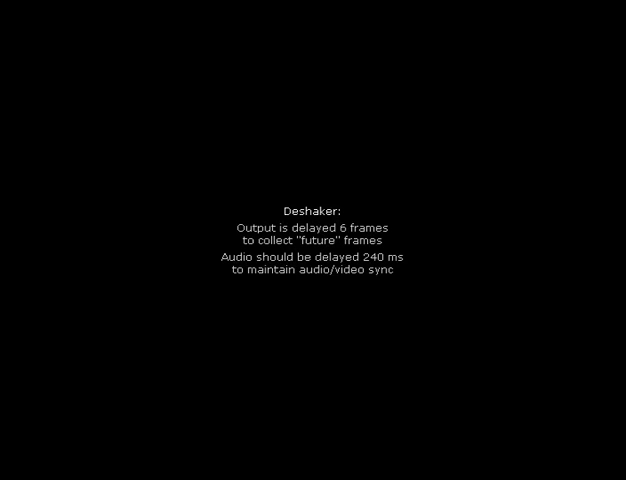 Deshaker:
Output is delayed 6 frames
to collect "future" frames
Audio should be delayed 240 ms
to maintain audio/video sync